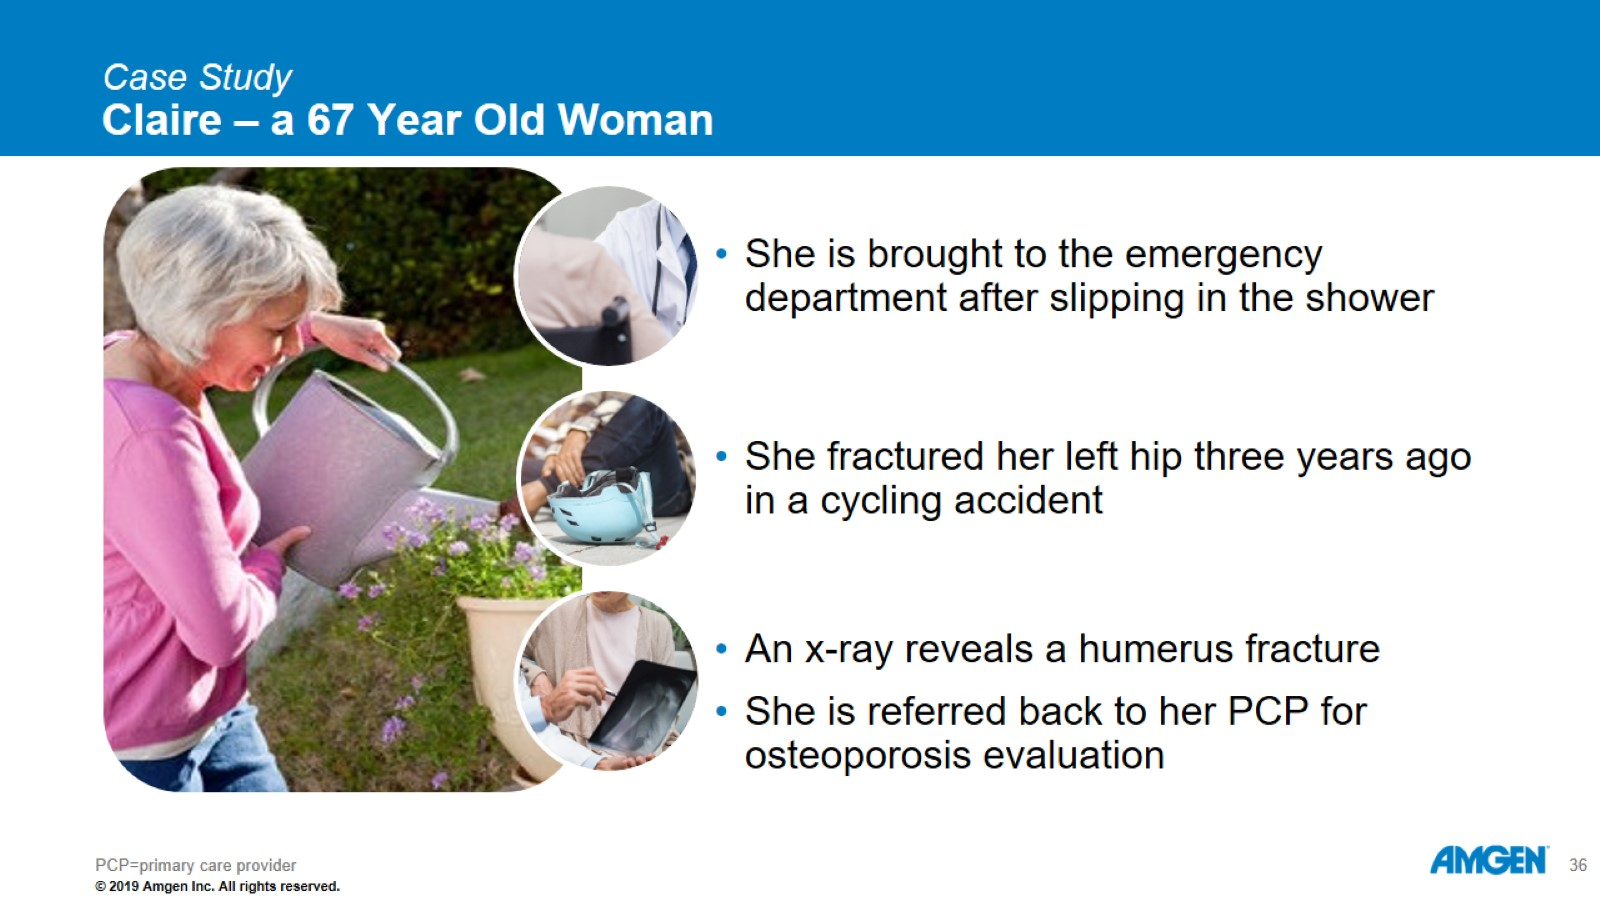 Case Study
Claire – a 67 Year Old Woman
• She is brought to the emergency
department after slipping in the shower
• She fractured her left hip three years ago
in a cycling accident
• An x-ray reveals a humerus fracture
• She is referred back to her PCP for
osteoporosis evaluation
PCP=primary care provider
© 2019 Amgen Inc. All rights reserved.
AMGEN
36